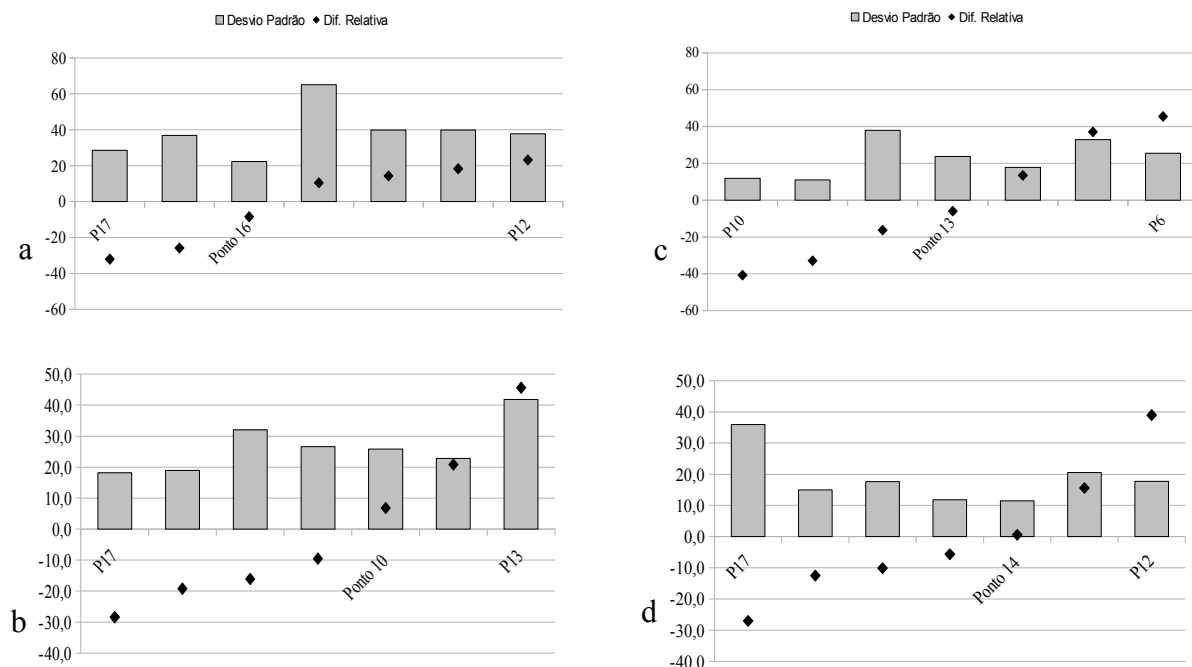 Desvio Padrão Dif. Relativa
80
60
40
20
0
-20
-40
-60
P17
Ponto 16
P12
a
Desvio Padrão Dif. Relativa
80
60
40
20
0
-20
-40
-60
P10
Ponto 13
P6
c
50,0
40,0
30,0
20,0
10,0
0,0
-10,0
-20,0
-30,0
-40,0
P17
Ponto 10
P13
b
50,0
40,0
30,0
20,0
10,0
0,0
-10,0
-20,0
-30,0
-40,0
P17
Ponto 14
P12
d